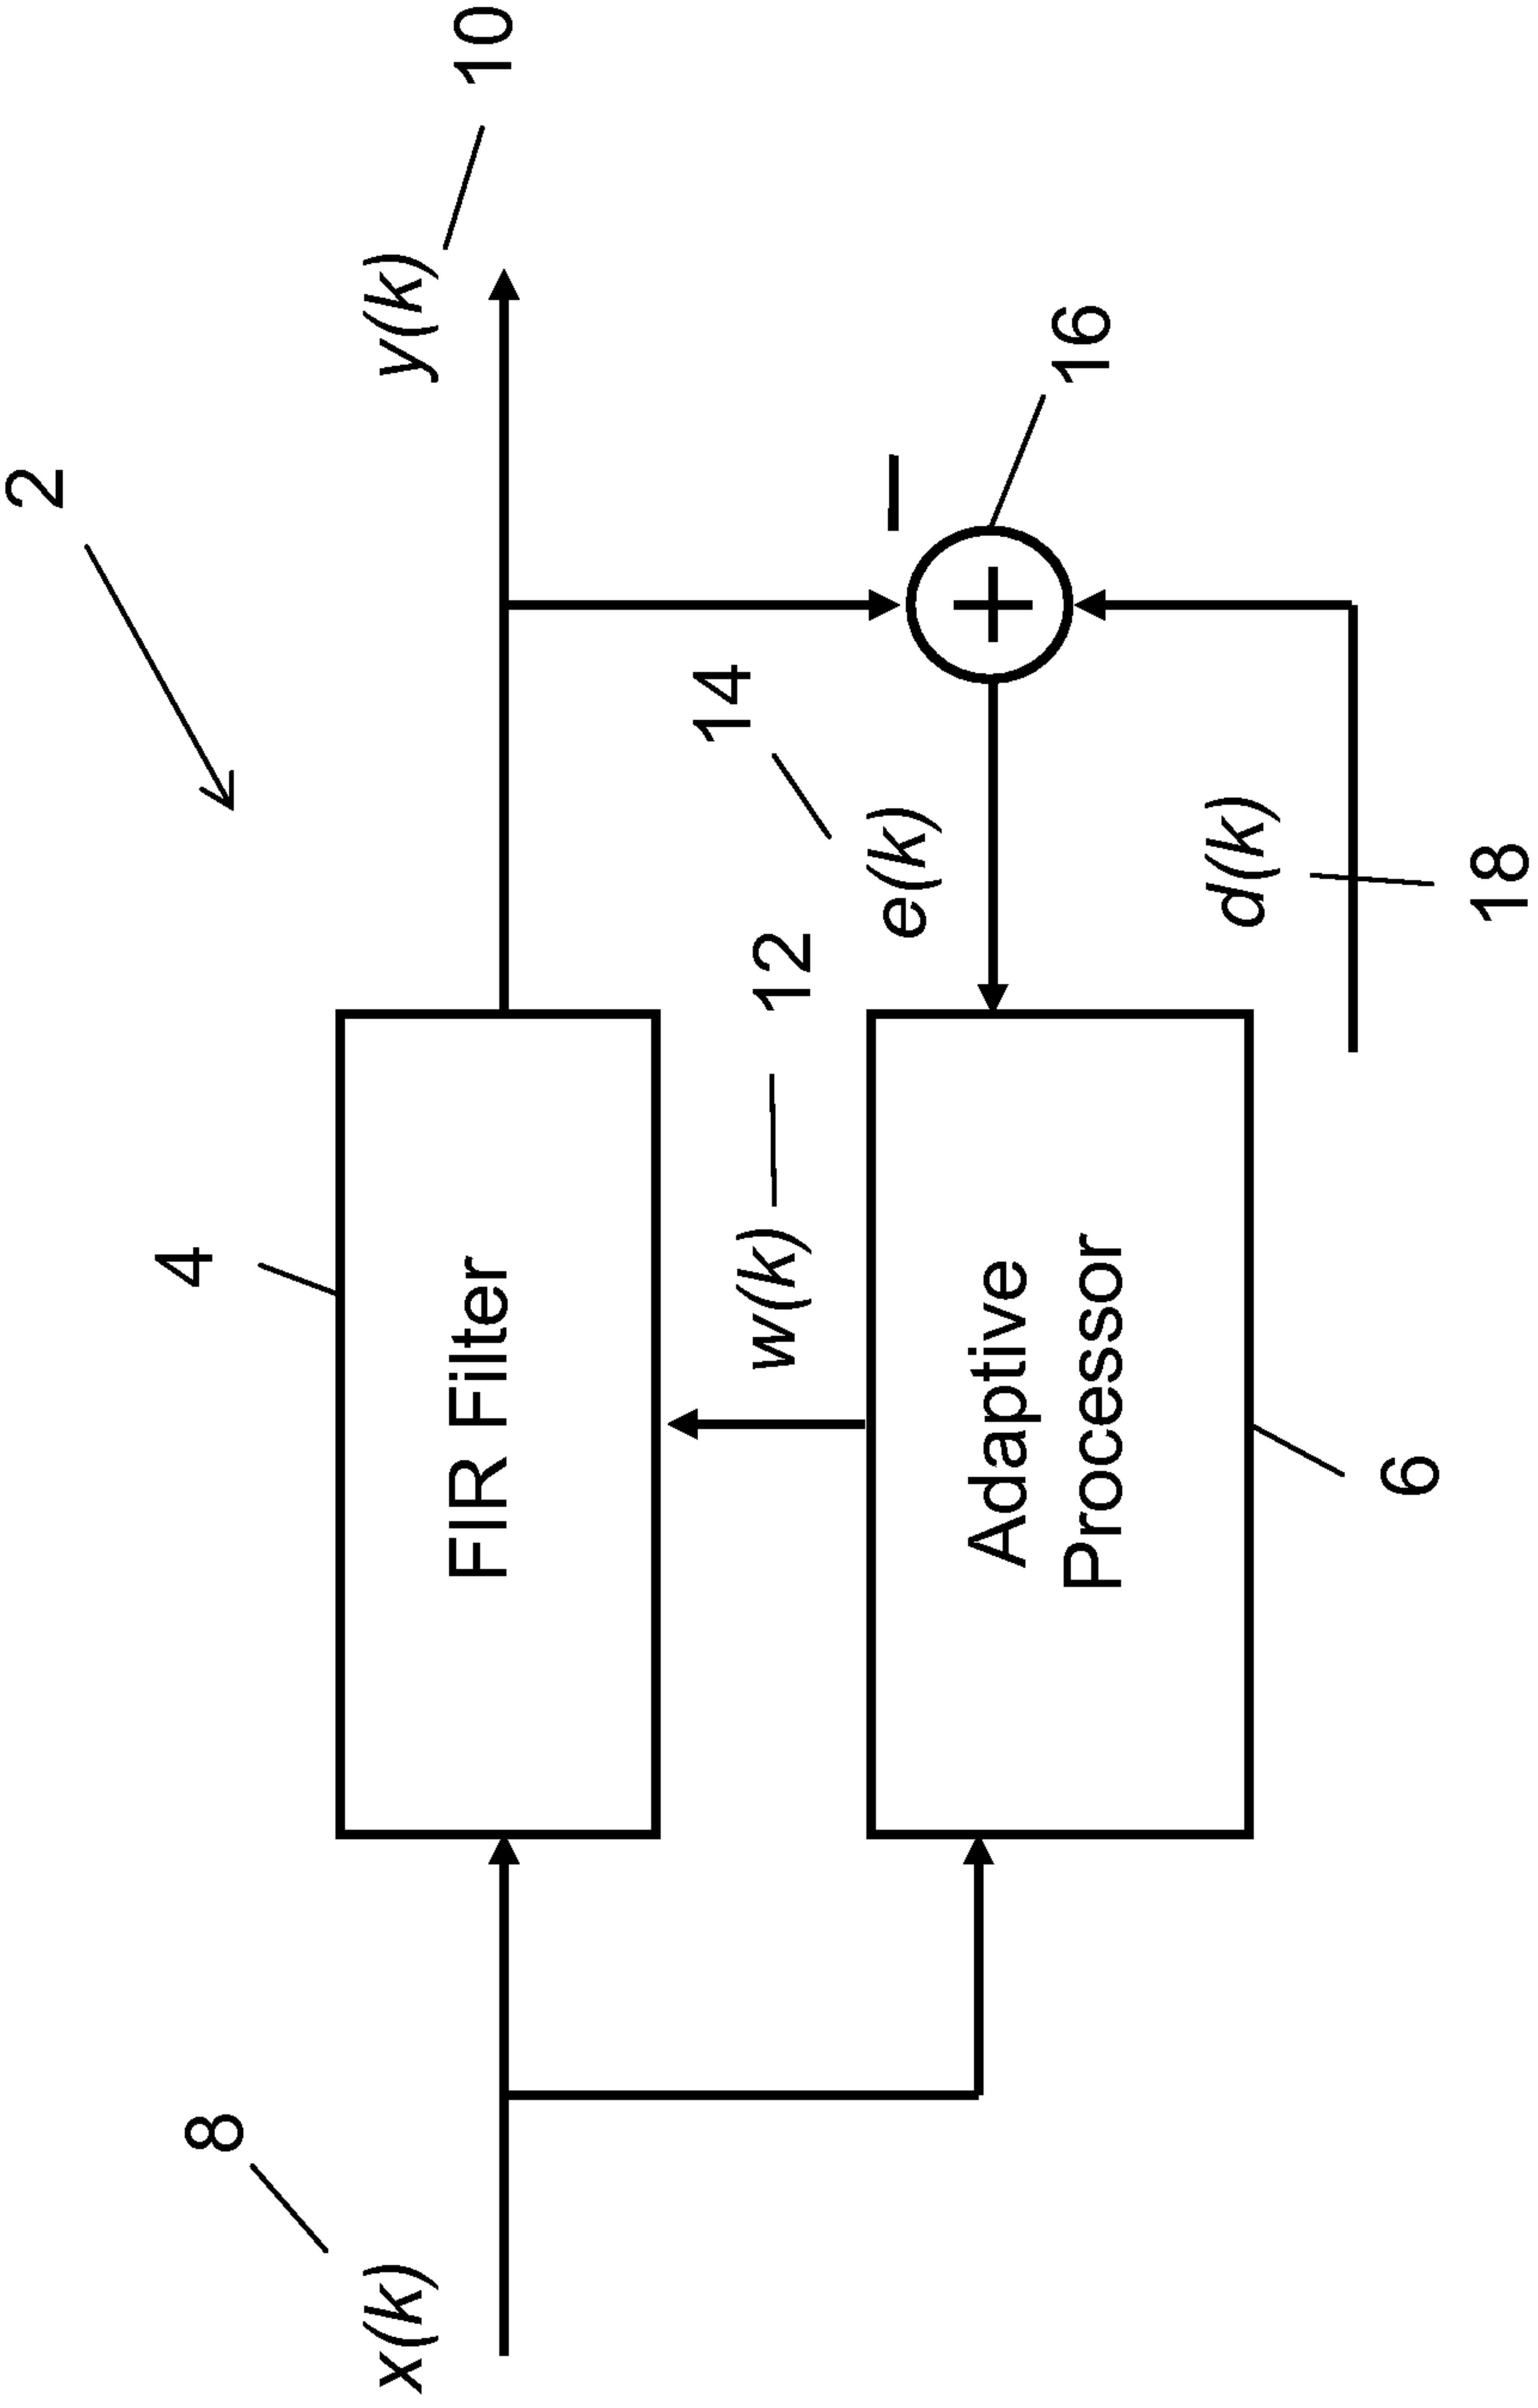 2
y(k)
10
4
8
x(k)
FIR Filter
w(k)
12
14
e(k)
–
+
16
Adaptive
Processor
d(k)
6
18